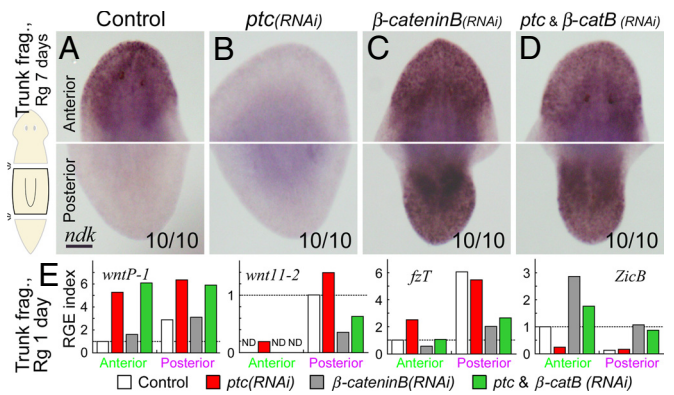 Control ptc(RNAi) β-cateninB(RNAi) ptc & β-catB (RNAi)
Trunk frag.,
Rg 7 days
Anterior
Posterior
A B C D
ndk
10/10 10/10 10/10 10/10
E
Trunk frag.,
Rg 1 day
RGE index
wntP-1 wnt11-2 fzT ZicB
6
4
2
0
1
0
6
4
2
0
3
2
1
0
ND ND ND
Anterior Posterior Anterior Posterior Anterior Posterior Anterior Posterior
Control ptc(RNAi) β-cateninB(RNAi) ptc & β-catB (RNAi)